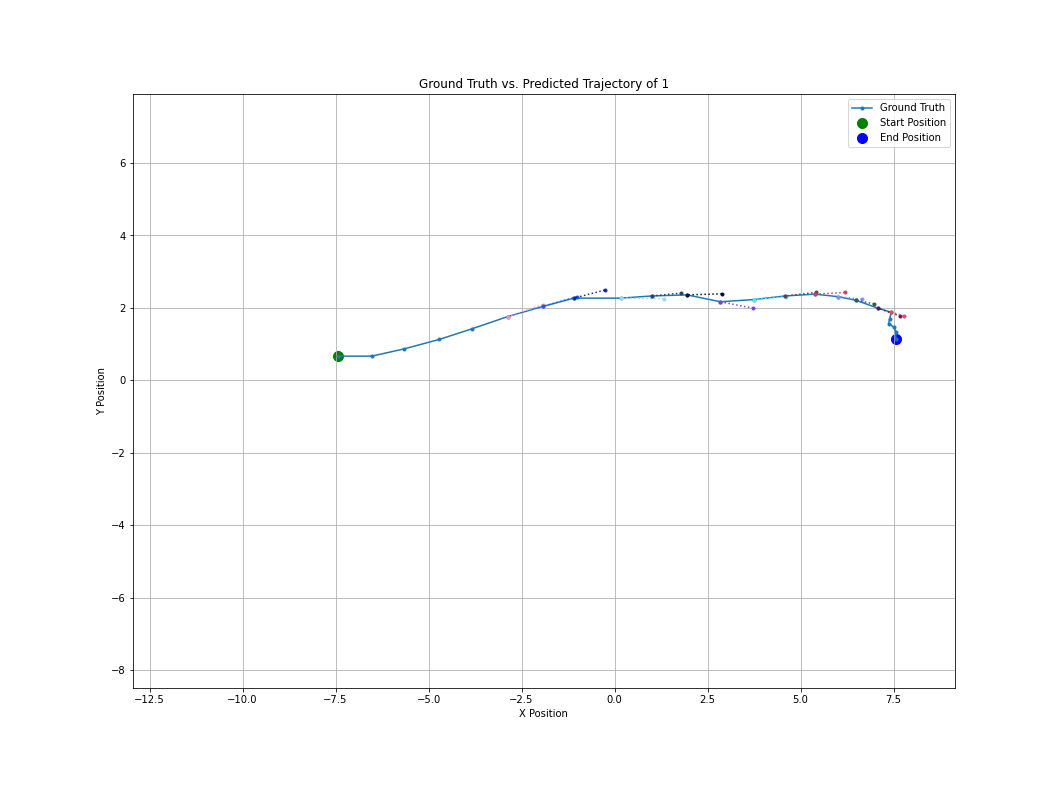 Ground Truth vs. Predicted Trajectory of 1
Ground Truth
Start Position
End Position
6
4
2
0
−2
−4
−6
−8
Y Position
−12.5 −10.0 −7.5 −5.0 −2.5 0.0 2.5 5.0 7.5
X Position